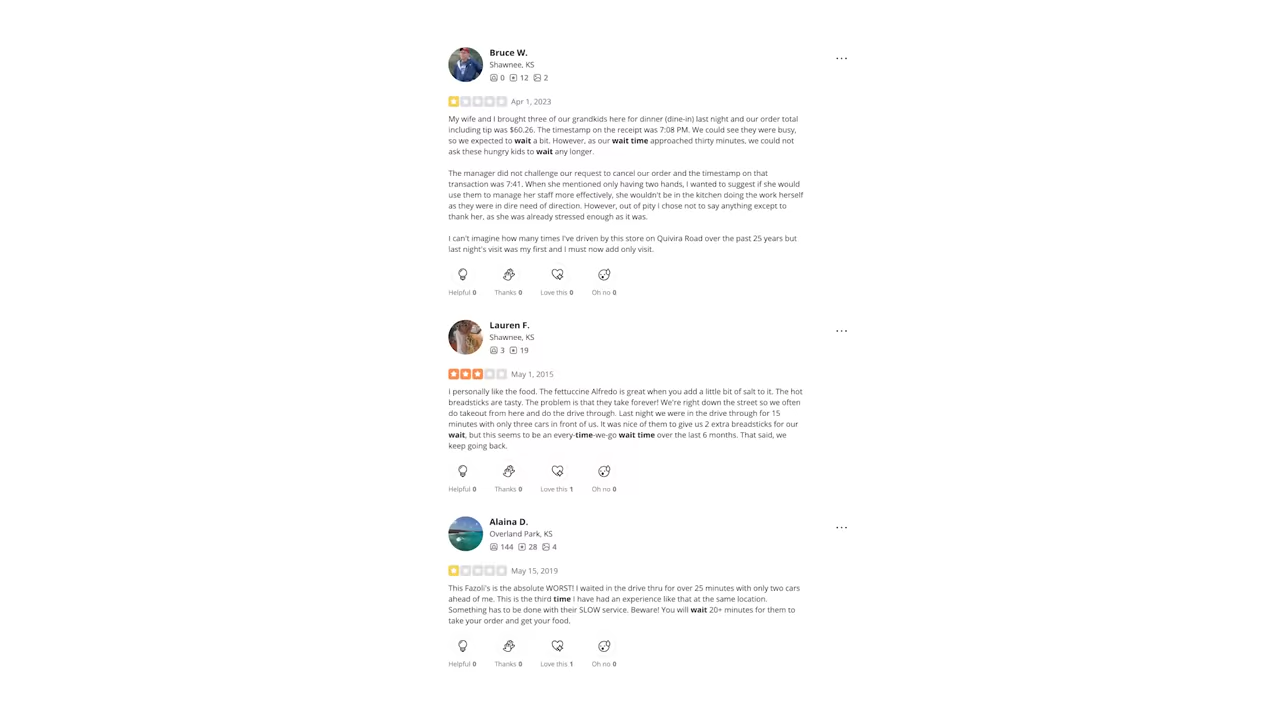 Bruce W.
Shawnee, KS
0 12 2
Apr 1, 2023
My wife and I brought three of our grandkids here for dinner (dine-in) last night and our order total
including tip was $60.26. The timestamp on the receipt was 7:08 PM. We could see they were busy,
so we expected to wait a bit. However, as our wait time approached thirty minutes, we could not
ask these hungry kids to wait any longer.
The manager did not challenge our request to cancel our order and the timestamp on that
transaction was 7:41. When she mentioned only having two hands, I wanted to suggest if she would
use them to manage her staff more effectively, she wouldn't be in the kitchen doing the work herself
as they were in dire need of direction. However, out of pity I chose not to say anything except to
thank her, as she was already stressed enough as it was.
I can't imagine how many times I've driven by this store on Quivira Road over the past 25 years but
last night's visit was my first and I must now add only visit.
Helpful 0 Thanks 0 Love this 0 Oh no 0
Lauren F.
Shawnee, KS
3 19
May 1, 2015
I personally like the food. The fettuccine Alfredo is great when you add a little bit of salt to it. The hot
breadsticks are tasty. The problem is that they take forever! We're right down the street so we often
do takeout from here and do the drive through. Last night we were in the drive through for 15
minutes with only three cars in front of us. It was nice of them to give us 2 extra breadsticks for our
wait, but this seems to be an every-time-we-go wait time over the last 6 months. That said, we
keep going back.
Helpful 0 Thanks 0 Love this 1 Oh no 0
Alaina D.
Overland Park, KS
144 28 4
May 15, 2019
This Fazoli's is the absolute WORST! I waited in the drive thru for over 25 minutes with only two cars
ahead of me. This is the third time I have had an experience like that at the same location.
Something has to be done with their SLOW service. Beware! You will wait 20+ minutes for them to
take your order and get your food.
Helpful 0 Thanks 0 Love this 1 Oh no 0